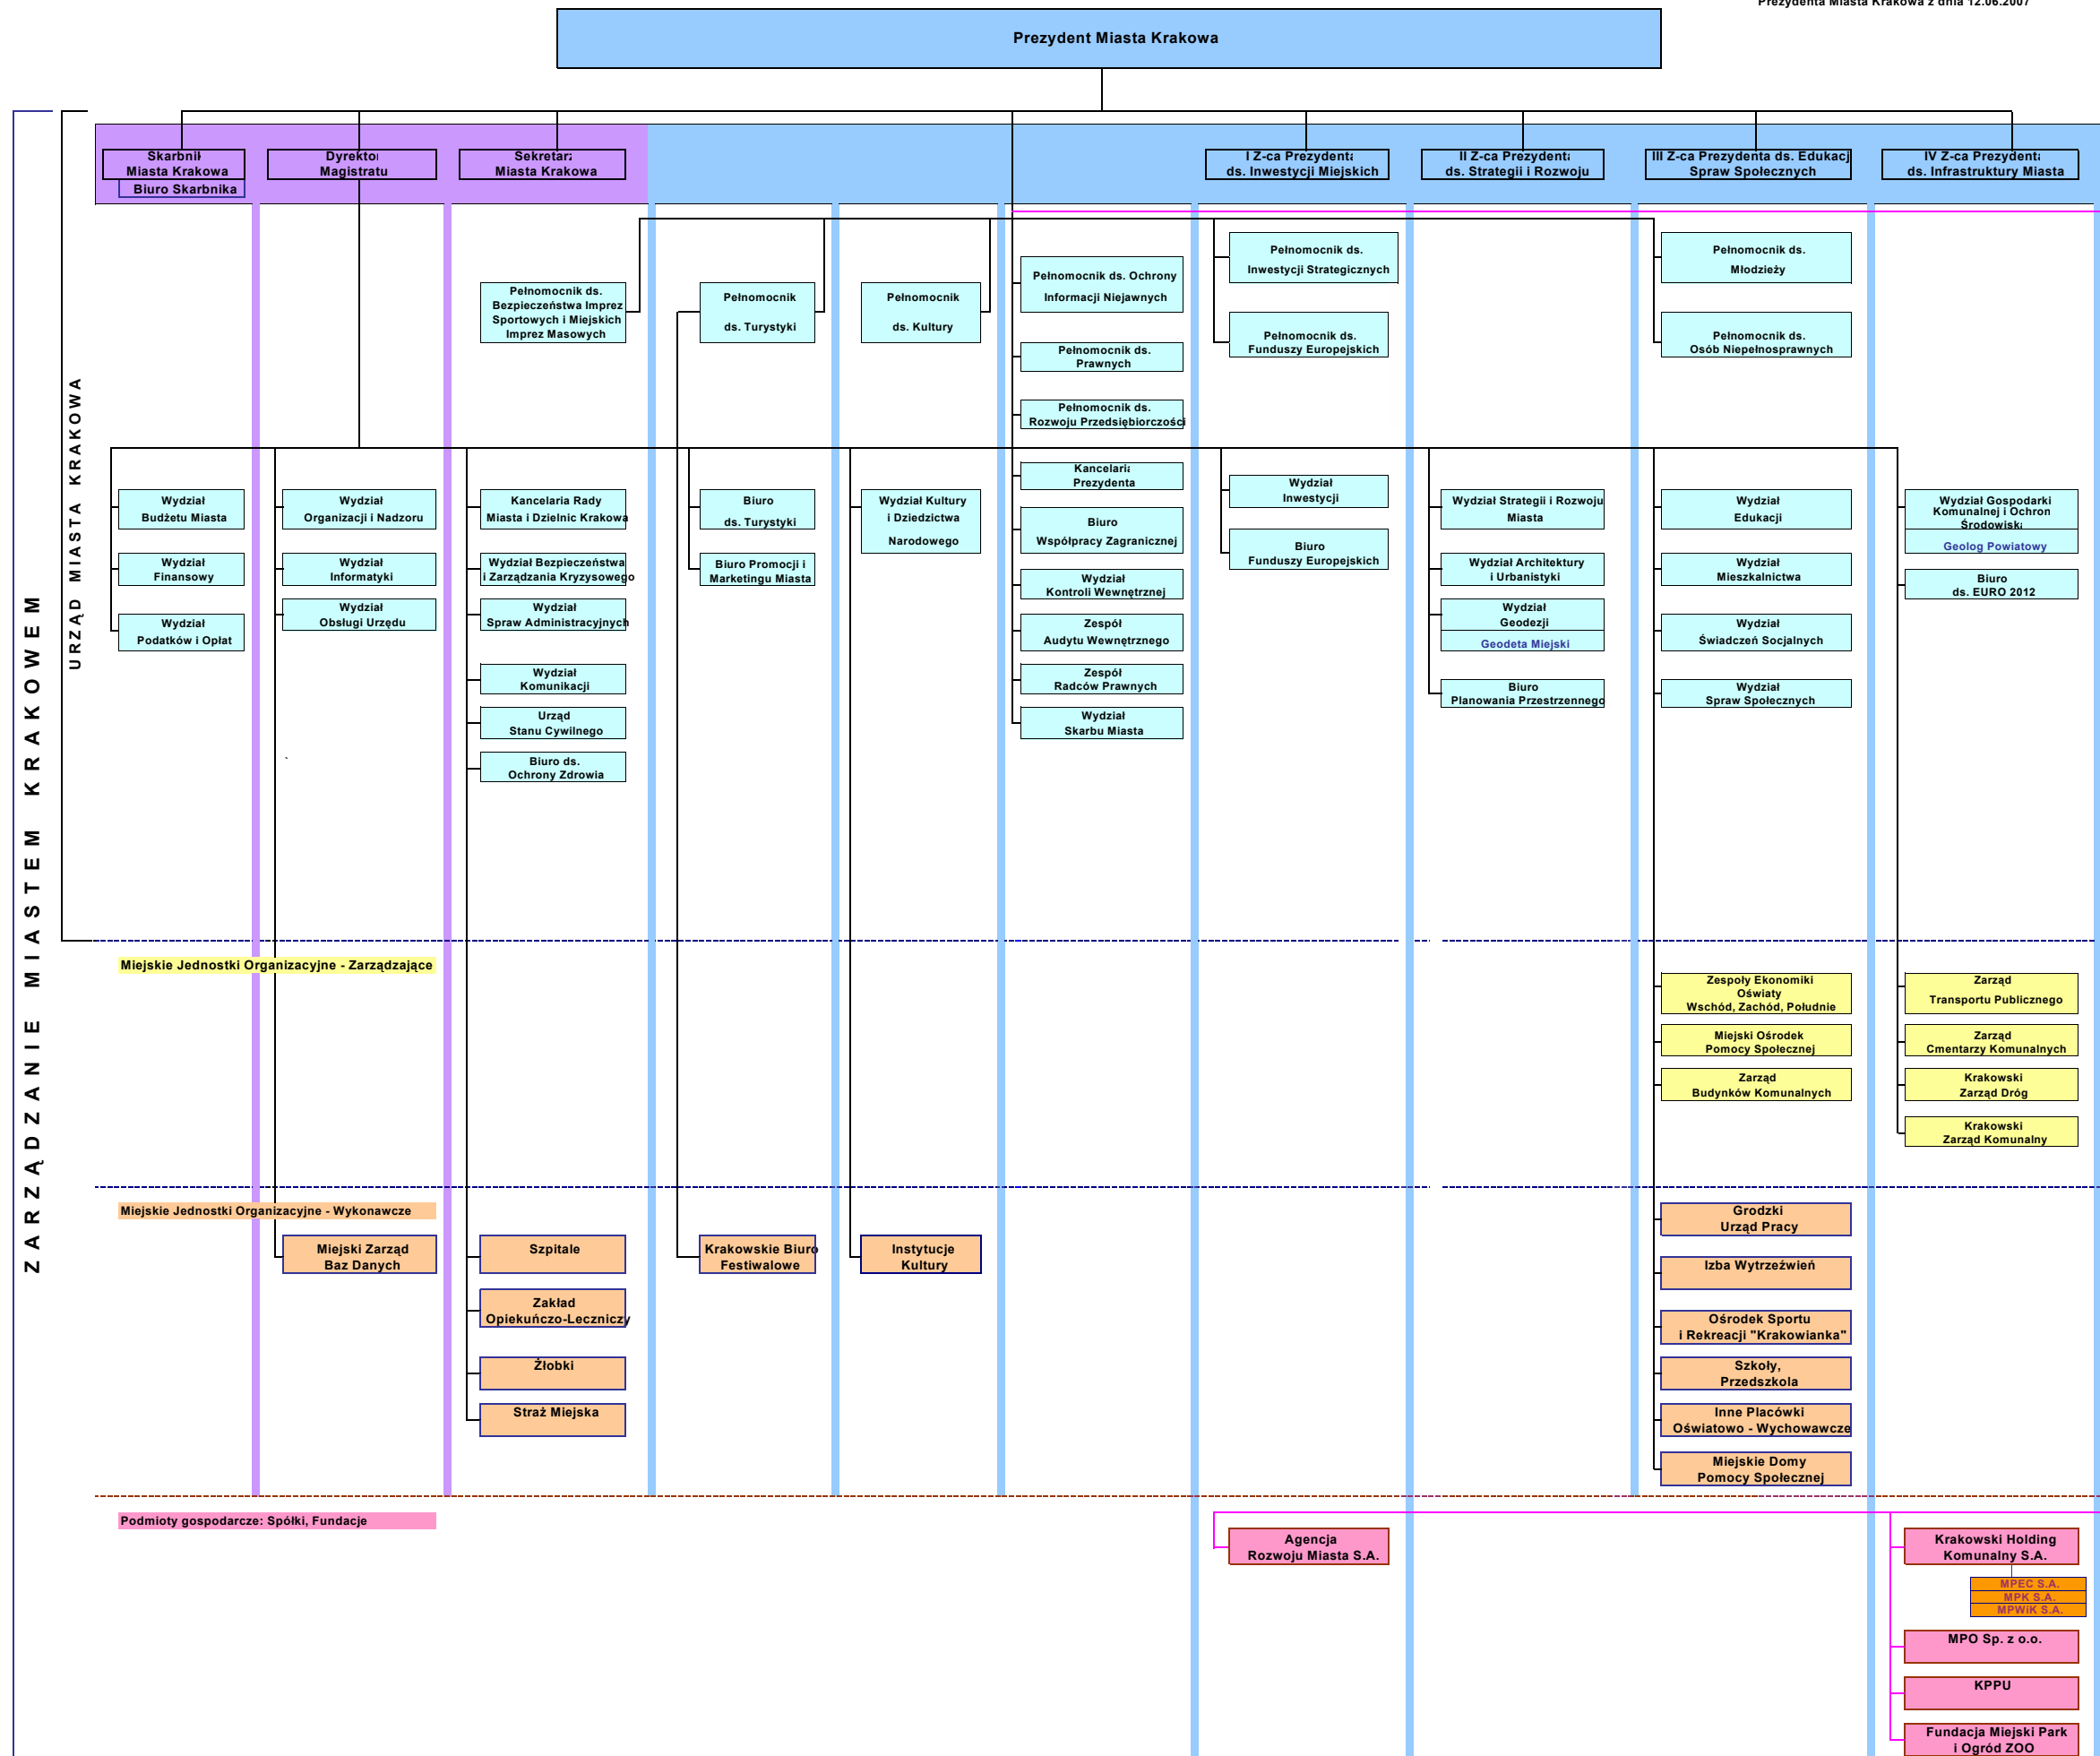 Prezydenta Miasta Krakowa z dnia 12.06.2007
Prezydent Miasta Krakowa
ZARZĄDZANIE MIASTEM KRAKOWEM
URZĄD MIASTA KRAKOWA
Skarbnik
Miasta Krakowa
Biuro Skarbnika
Dyrektor
Magistratu
Sekretarz
Miasta Krakowa
I Z-ca Prezydenta
ds. Inwestycji Miejskich
II Z-ca Prezydenta
ds. Strategii i Rozwoju
III Z-ca Prezydenta ds. Edukacj
Spraw Społecznych
IV Z-ca Prezydenta
ds. Infrastruktury Miasta
Pełnomocnik ds.
Bezpieczeństwa Imprez
Sportowych i Miejskich
Imprez Masowych
Pełnomocnik
ds. Turystyki
Pełnomocnik
ds. Kultury
Pełnomocnik ds. Ochrony
Informacji Niejawnych
Pełnomocnik ds.
Prawnych
Pełnomocnik ds.
Rozwoju Przedsiębiorczości
Pełnomocnik ds.
Inwestycji Strategicznych
Pełnomocnik ds.
Funduszy Europejskich
Pełnomocnik ds.
Młodzieży
Pełnomocnik ds.
Osób Niepełnosprawnych
Wydział
Budżetu Miasta
Wydział
Finansowy
Wydział
Podatków i Opłat
Wydział
Organizacji i Nadzoru
Wydział
Informatyki
Wydział
Obsługi Urzędu
Kancelaria Rady
Miasta i Dzielnic Krakowa
Wydział Bezpieczeństwa
i Zarządzania Kryzysowego
Wydział
Spraw Administracyjnych
Wydział
Komunikacji
Urząd
Stanu Cywilnego
Biuro ds.
Ochrony Zdrowia
Biuro
ds. Turystyki
Biuro Promocji i
Marketingu Miasta
Wydział Kultury
i Dziedzictwa
Narodowego
Kancelaria
Prezydenta
Biuro
Współpracy Zagranicznej
Wydział
Kontroli Wewnętrznej
Zespół
Audytu Wewnętrznego
Zespół
Radców Prawnych
Wydział
Skarbu Miasta
Wydział
Inwestycji
Biuro
Funduszy Europejskich
Wydział Strategii i Rozwoju
Miasta
Wydział Architektury
i Urbanistyki
Wydział
Geodezji
Geodeta Miejski
Biuro
Planowania Przestrzennego
Wydział
Edukacji
Wydział
Mieszkalnictwa
Wydział
Świadczeń Socjalnych
Wydział
Spraw Społecznych
Wydział Gospodarki
Komunalnej i Ochron
Środowiska
Geolog Powiatowy
Biuro
ds. EURO 2012
Miejskie Jednostki Organizacyjne - Zarządzające
Zespoły Ekonomiki
Oświaty
Wschód, Zachód, Południe
Miejski Ośrodek
Pomocy Społecznej
Zarząd
Budynków Komunalnych
Zarząd
Transportu Publicznego
Zarząd
Cmentarzy Komunalnych
Krakowski
Zarząd Dróg
Krakowski
Zarząd Komunalny
Miejskie Jednostki Organizacyjne - Wykonawcze
Miejski Zarząd
Baz Danych
Szpitale
Zakład
Opiekuńczo-Leczniczy
Żłobki
Straż Miejska
Krakowskie Biuro
Festiwalowe
Instytucje
Kultury
Grodzki
Urząd Pracy
Izba Wytrzeźwień
Ośrodek Sportu
i Rekreacji "Krakowianka"
Szkoły,
Przedszkola
Inne Placówki
Oświatowo - Wychowawcze
Miejskie Domy
Pomocy Społecznej
Podmioty gospodarcze: Spółki, Fundacje
Agencja
Rozwoju Miasta S.A.
Krakowski Holding
Komunalny S.A.
MPEC S.A.
MPK S.A.
MPWiK S.A.
MPO Sp. z o.o.
KPPU
Fundacja Miejski Park
i Ogród ZOO